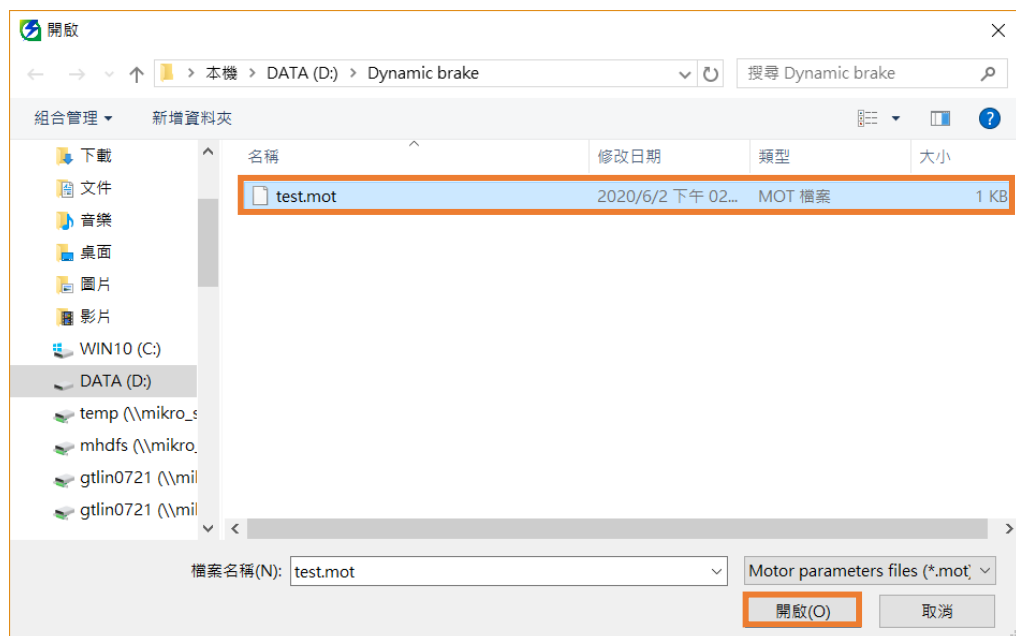 開啟
本機 > DATA (D:) > Dynamic brake
搜尋 Dynamic brake
組合管理
新增資料夾
下載
文件
音樂
桌面
圖片
影片
WIN10 (C:)
DATA (D:)
temp (\\mikro_s
mhdfs (\\mikro_
gtlin0721 (\\mil
gtlin0721 (\\mil
名稱 修改日期 類型 大小
test.mot 2020/6/2 下午 02... MOT 檔案 1 KB
檔案名稱(N): test.mot
Motor parameters files (*.mot)
開啟(O) 取消